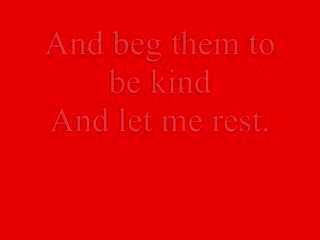 And beg them to
be kind
And let me rest.